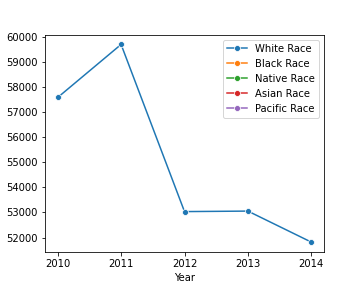 60000
59000
58000
57000
56000
55000
54000
53000
52000
White Race
Black Race
Native Race
Asian Race
Pacific Race
2010 2011 2012 2013 2014
Year